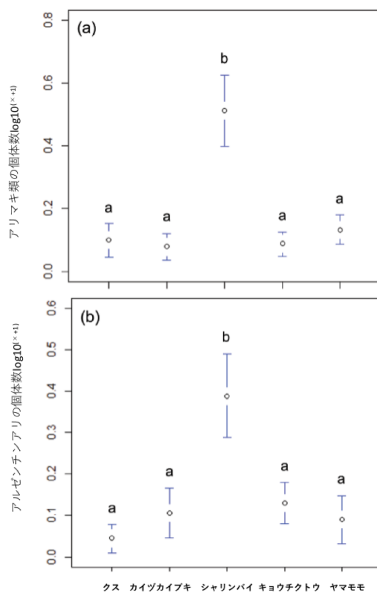 (a)
アリマキ類の個体数log10(×+1)
0.8
0.6
0.4
0.2
0.0
a
a
b
a
a
(b)
アルゼンチンアリの個体数log10(×+1)
0.6
0.5
0.4
0.3
0.2
0.1
0.0
a
a
b
a
a
クス カイヅカイブキ シャリンバイ キョウチクトウ ヤマモモ